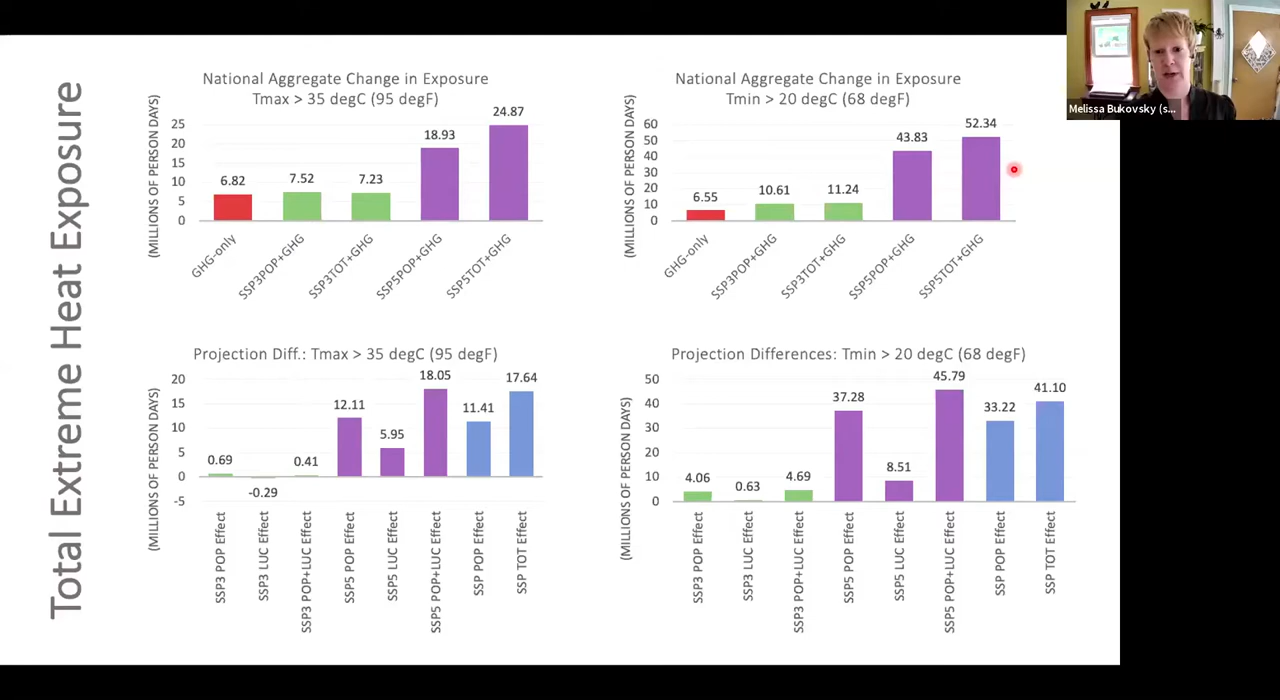 Total Extreme Heat Exposure
National Aggregate Change in Exposure
Tmax > 35 degC (95 degF)
(MILLIONS OF PERSON DAYS)
25
20
15
10
5
0
6.82
7.52
7.23
18.93
24.87
GHG-only
SSP3POP+GHG
SSP3TOT+GHG
SSP5POP+GHG
SSP5TOT+GHG
National Aggregate Change in Exposure
Tmin > 20 degC (68 degF)
(MILLIONS OF PERSON DAYS)
60
50
40
30
20
10
0
6.55
10.61
11.24
43.83
52.34
GHG-only
SSP3POP+GHG
SSP3TOT+GHG
SSP5POP+GHG
SSP5TOT+GHG
Projection Diff.: Tmax > 35 degC (95 degF)
(MILLIONS OF PERSON DAYS)
20
15
10
5
0
-5
0.69
-0.29
0.41
12.11
5.95
18.05
11.41
17.64
SSP3 POP Effect
SSP3 LUC Effect
SSP3 POP+LUC Effect
SSP5 POP Effect
SSP5 LUC Effect
SSP5 POP+LUC Effect
SSP POP Effect
SSP TOT Effect
Projection Differences: Tmin > 20 degC (68 degF)
(MILLIONS OF PERSON DAYS)
50
40
30
20
10
0
4.06
0.63
4.69
37.28
8.51
45.79
33.22
41.10
SSP3 POP Effect
SSP3 LUC Effect
SSP3 POP+LUC Effect
SSP5 POP Effect
SSP5 LUC Effect
SSP5 POP+LUC Effect
SSP POP Effect
SSP TOT Effect
Melissa Bukovsky (s...